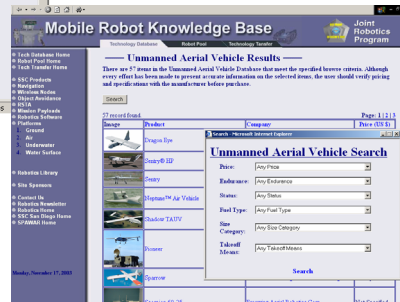 Mobile Robot Knowledge Base
Joint
Robotics
Program
Technology Database
Robot Pool
Technology Transfer
Tech Database Home
Robot Pool Home
Tech Transfer Home
SSC Products
Navigation
Wireless Nodes
Object Avoidance
RSTA
Mission Payloads
Robotics Software
Platforms
1 Ground
2 Air
3 Underwater
4 Water Surface
Robotics Library
Site Sponsors
Contact Us
Robotics Newsletter
Robotics Home
SSC San Diego Home
SPAWAR Home
Monday, November 17, 2003
Unmanned Aerial Vehicle Results
There are 57 items in the Unmanned Aerial Vehicle Database that meet the specified browse criteria. Although
every effort has been made to present accurate information on the selected items, the user should verify pricing
and specifications with the manufacturer before purchase.
Search
57 record found.
Page: 1 | 2 | 3
Image
Product
Company
Price (US $)
Dragon Eye
Sentry® HP
Sentry
Neptune™ Air Vehicle
Shadow TAUV
Pioneer
Sparrow
Search - Microsoft Internet Explorer
Unmanned Aerial Vehicle Search
Price: Any Price
Endurance: Any Endurance
Status: Any Status
Fuel Type: Any Fuel Type
Size
Category: Any Size Category
Takeoff
Means: Any Takeoff Means
Search